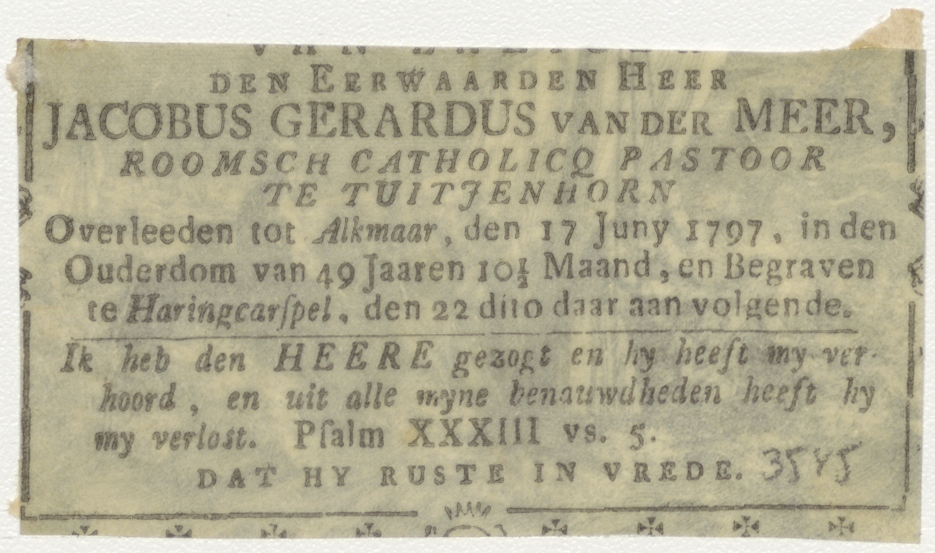 DEN EERWAARDEN HEER
JACOBUS GERARDUS VAN DER MEER,
ROOMSCH CATHOLICQ PASTOOR
TE TUITJENHORN
Overleeden tot Alkmaar, den 17 Juny 1797, in den
Ouderdom van 49 Jaaren 10½ Maand, en Begraven
te Haringcarſpel, den 22 dito daar aan volgende.
Ik heb den HEERE gezogt en hy heeft my ver-
hoord, en uit alle myne benauwdheden heeft hy
my verlost. Pſalm XXXIII vs. 5.
DAT HY RUSTE IN VREDE. 3585